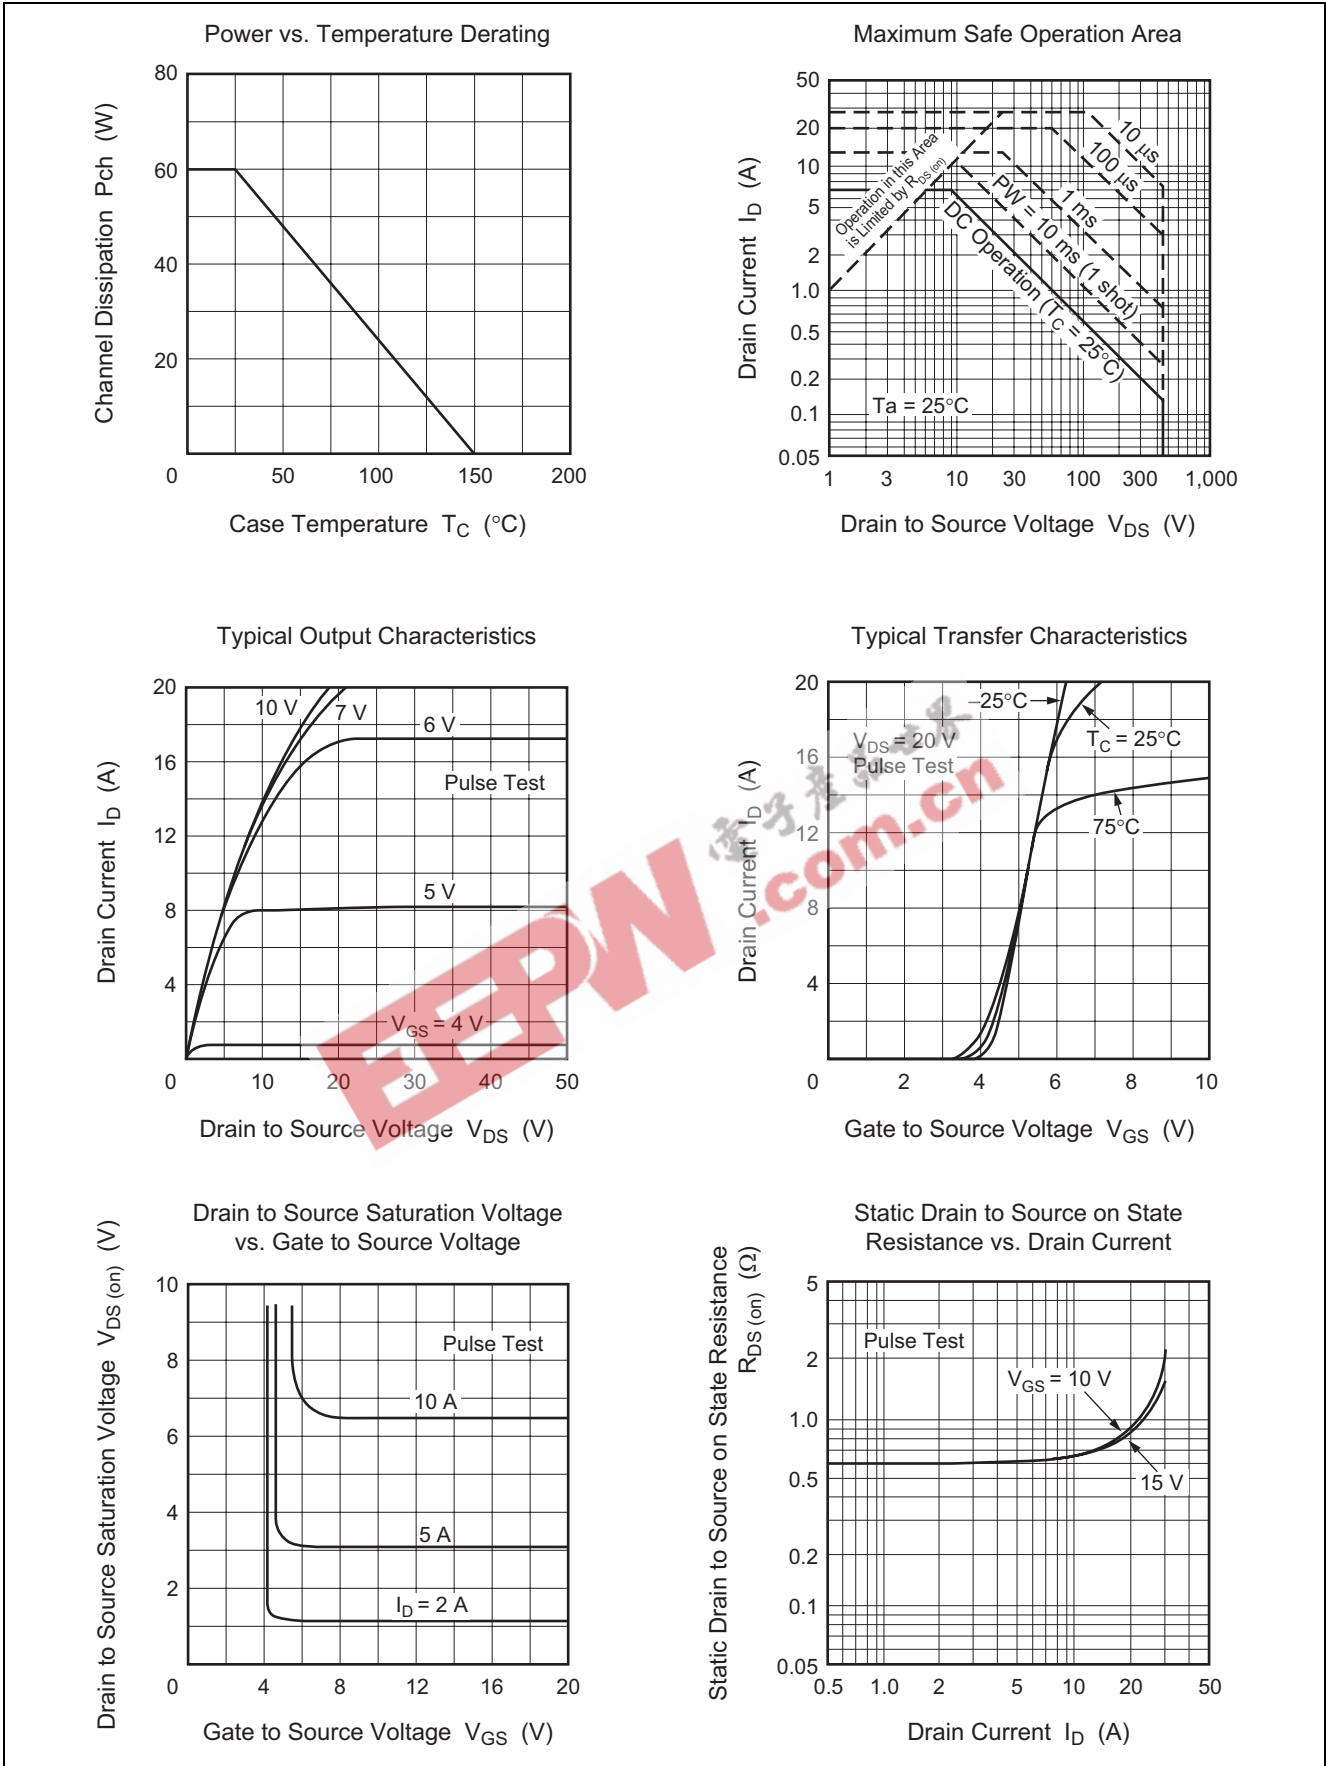 Power vs. Temperature Derating
80
60
40
20
0
50
100
150
200
Channel Dissipation Pch (W)
Case Temperature TC (°C)
Maximum Safe Operation Area
50
20
10
5
2
1.0
0.5
0.2
0.1
0.05
1
3
10
30
100
300
1,000
Drain Current ID (A)
Drain to Source Voltage VDS (V)
Operation in this Area
is Limited by RDS (on)
10 μs
100 μs
1 ms
PW = 10 ms (1 shot)
DC Operation (TC = 25°C)
Ta = 25°C
Typical Output Characteristics
20
16
12
8
4
0
10
20
30
40
50
Drain Current ID (A)
Drain to Source Voltage VDS (V)
10 V
7 V
6 V
Pulse Test
5 V
VGS = 4 V
Typical Transfer Characteristics
20
16
12
8
4
0
2
4
6
8
10
Drain Current ID (A)
Gate to Source Voltage VGS (V)
VDS = 20 V
Pulse Test
–25°C
TC = 25°C
75°C
EEPW
.com.cn
電子產品世界
Drain to Source Saturation Voltage
vs. Gate to Source Voltage
10
8
6
4
2
0
4
8
12
16
20
Drain to Source Saturation Voltage VDS (on) (V)
Gate to Source Voltage VGS (V)
Pulse Test
10 A
5 A
ID = 2 A
Static Drain to Source on State
Resistance vs. Drain Current
5
2
1.0
0.5
0.2
0.1
0.05
0.5
1.0
2
5
10
20
50
Static Drain to Source on State Resistance
RDS (on) (Ω)
Drain Current ID (A)
Pulse Test
VGS = 10 V
15 V